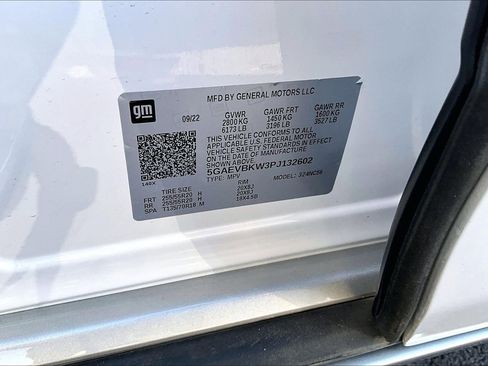 gm
MFD BY GENERAL MOTORS LLC
09/22 GVWR GAWR FRT GAWR RR
2800 KG 1450 KG 1600 KG
6173 LB 3196 LB 3527 LB
THIS VEHICLE CONFORMS TO ALL
APPLICABLE U.S. FEDERAL MOTOR
VEHICLE SAFETY STANDARDS IN EFFECT
ON THE DATE OF MANUFACTURE SHOWN ABOVE
5GAEVBKW3PJ132602
TYPE: MPV MODEL: 324NC56
140X
TIRE SIZE RIM
FRT 255/55R20 H 20X8J
RR 255/55R20 H 20X8J
SPA T135/70R18 M 18X4.5B